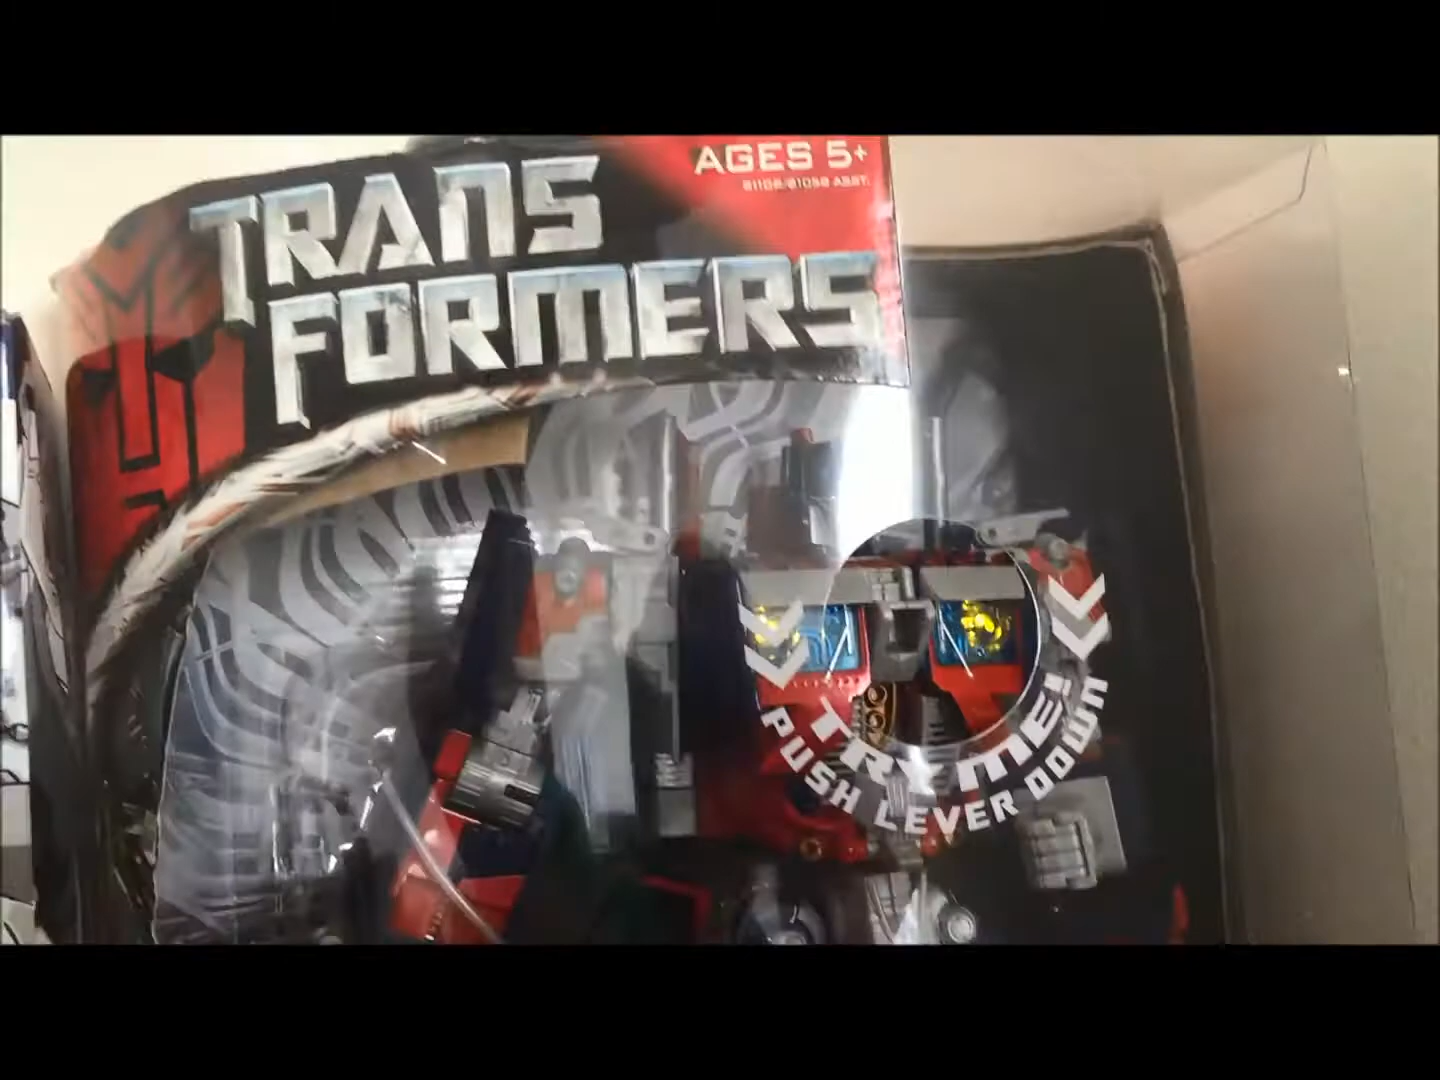 TRANS
FORMERS
AGES 5+
TRY ME!
PUSH LEVER DOWN